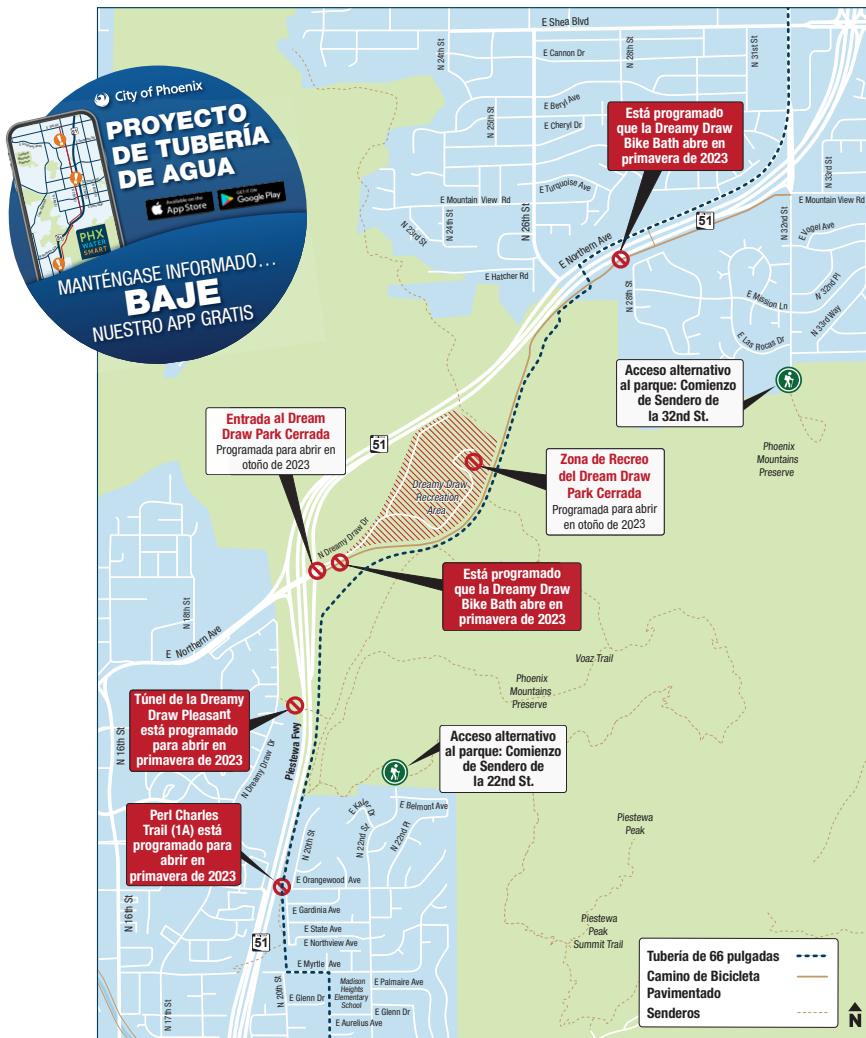 City of Phoenix
PROYECTO
DE TUBERÍA
DE AGUA
Available on the
App Store
GET IT ON
Google Play
PHX
WATER
SMART
MANTÉNGASE INFORMADO…
BAJE
NUESTRO APP GRATIS
E Shea Blvd
N 24th St
E Cannon Dr
N 28th St
N 31st St
E Beryl Ave
N 25th St
E Cheryl Dr
Está programado
que la Dreamy Draw
Bike Bath abre en
primavera de 2023
N 33rd St
E Turquoise Ave
E Mountain View Rd
N 23rd St
N 24th St
N 26th St
51
E Mountain View Rd
N 32nd St
E Vogel Ave
E Northern Ave
E Hatcher Rd
N 28th St
E Mission Ln
N 32nd Pl
N 33rd Way
E Las Rocas Dr
Acceso alternativo
al parque: Comienzo
de Sendero de
la 32nd St.
Phoenix
Mountains
Preserve
Entrada al Dream
Draw Park Cerrada
Programada para abrir en
otoño de 2023
51
Dreamy Draw
Recreation
Area
Zona de Recreo
del Dream Draw
Park Cerrada
Programada para abrir
en otoño de 2023
N Dreamy Draw Dr
Está programado
que la Dreamy Draw
Bike Bath abre en
primavera de 2023
N 18th St
E Northern Ave
Voaz Trail
Phoenix
Mountains
Preserve
Túnel de la Dreamy
Draw Pleasant
está programado
para abrir en
primavera de 2023
N 16th St
N Dreamy Draw Dr
Piestewa Fwy
Acceso alternativo
al parque: Comienzo
de Sendero de
la 22nd St.
Perl Charles
Trail (1A) está
programado para
abrir en
primavera de 2023
N 20th St
E Kaler Dr
N 22nd St
N 22nd Pl
E Belmont Ave
Piestewa
Peak
E Orangewood Ave
N 16th St
E Gardinia Ave
E State Ave
51
E Northview Ave
Piestewa
Peak
Summit Trail
E Myrtle Ave
N 20th St
Madison
Heights
Elementary
School
E Palmaire Ave
E Glenn Dr
E Glenn Dr
N 17th St
E Aurelius Ave
Tubería de 66 pulgadas
Camino de Bicicleta
Pavimentado
Senderos
N